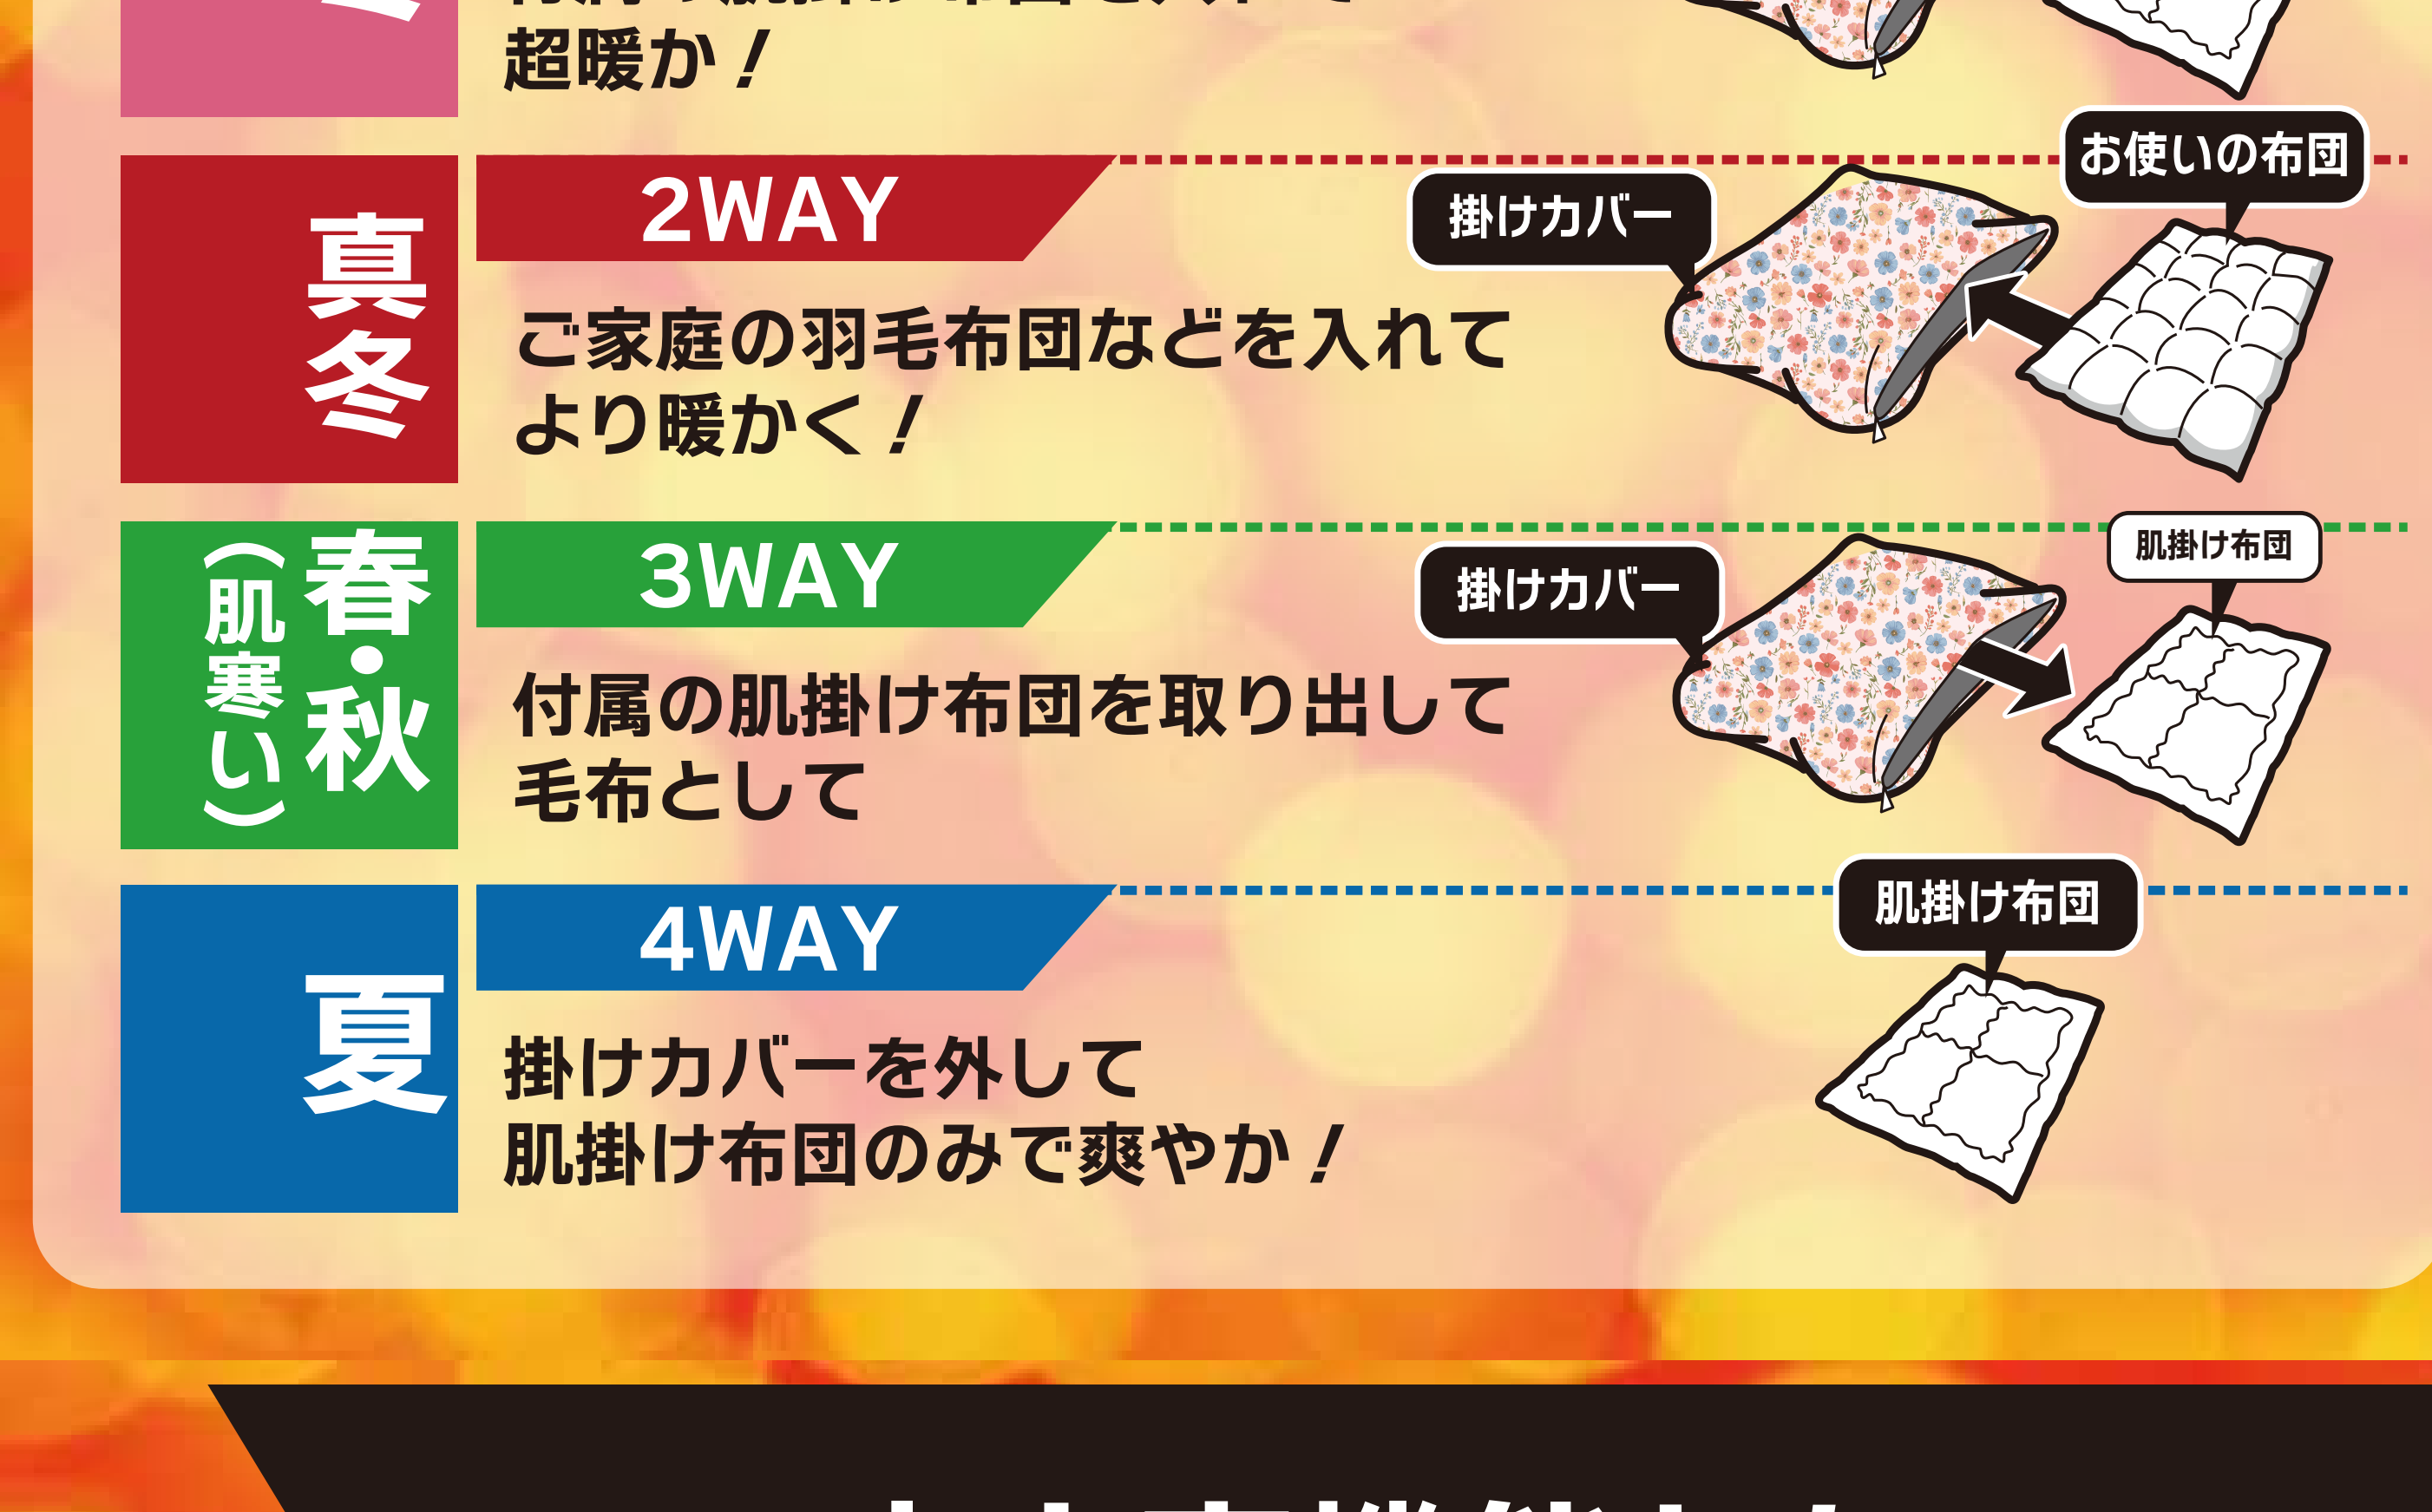 超暖か！
真冬
2WAY
ご家庭の羽毛布団などを入れて
より暖かく！
掛けカバー
お使いの布団
春・秋
（肌寒い）
3WAY
付属の肌掛け布団を取り出して
毛布として
掛けカバー
肌掛け布団
夏
4WAY
掛けカバーを外して
肌掛け布団のみで爽やか！
肌掛け布団